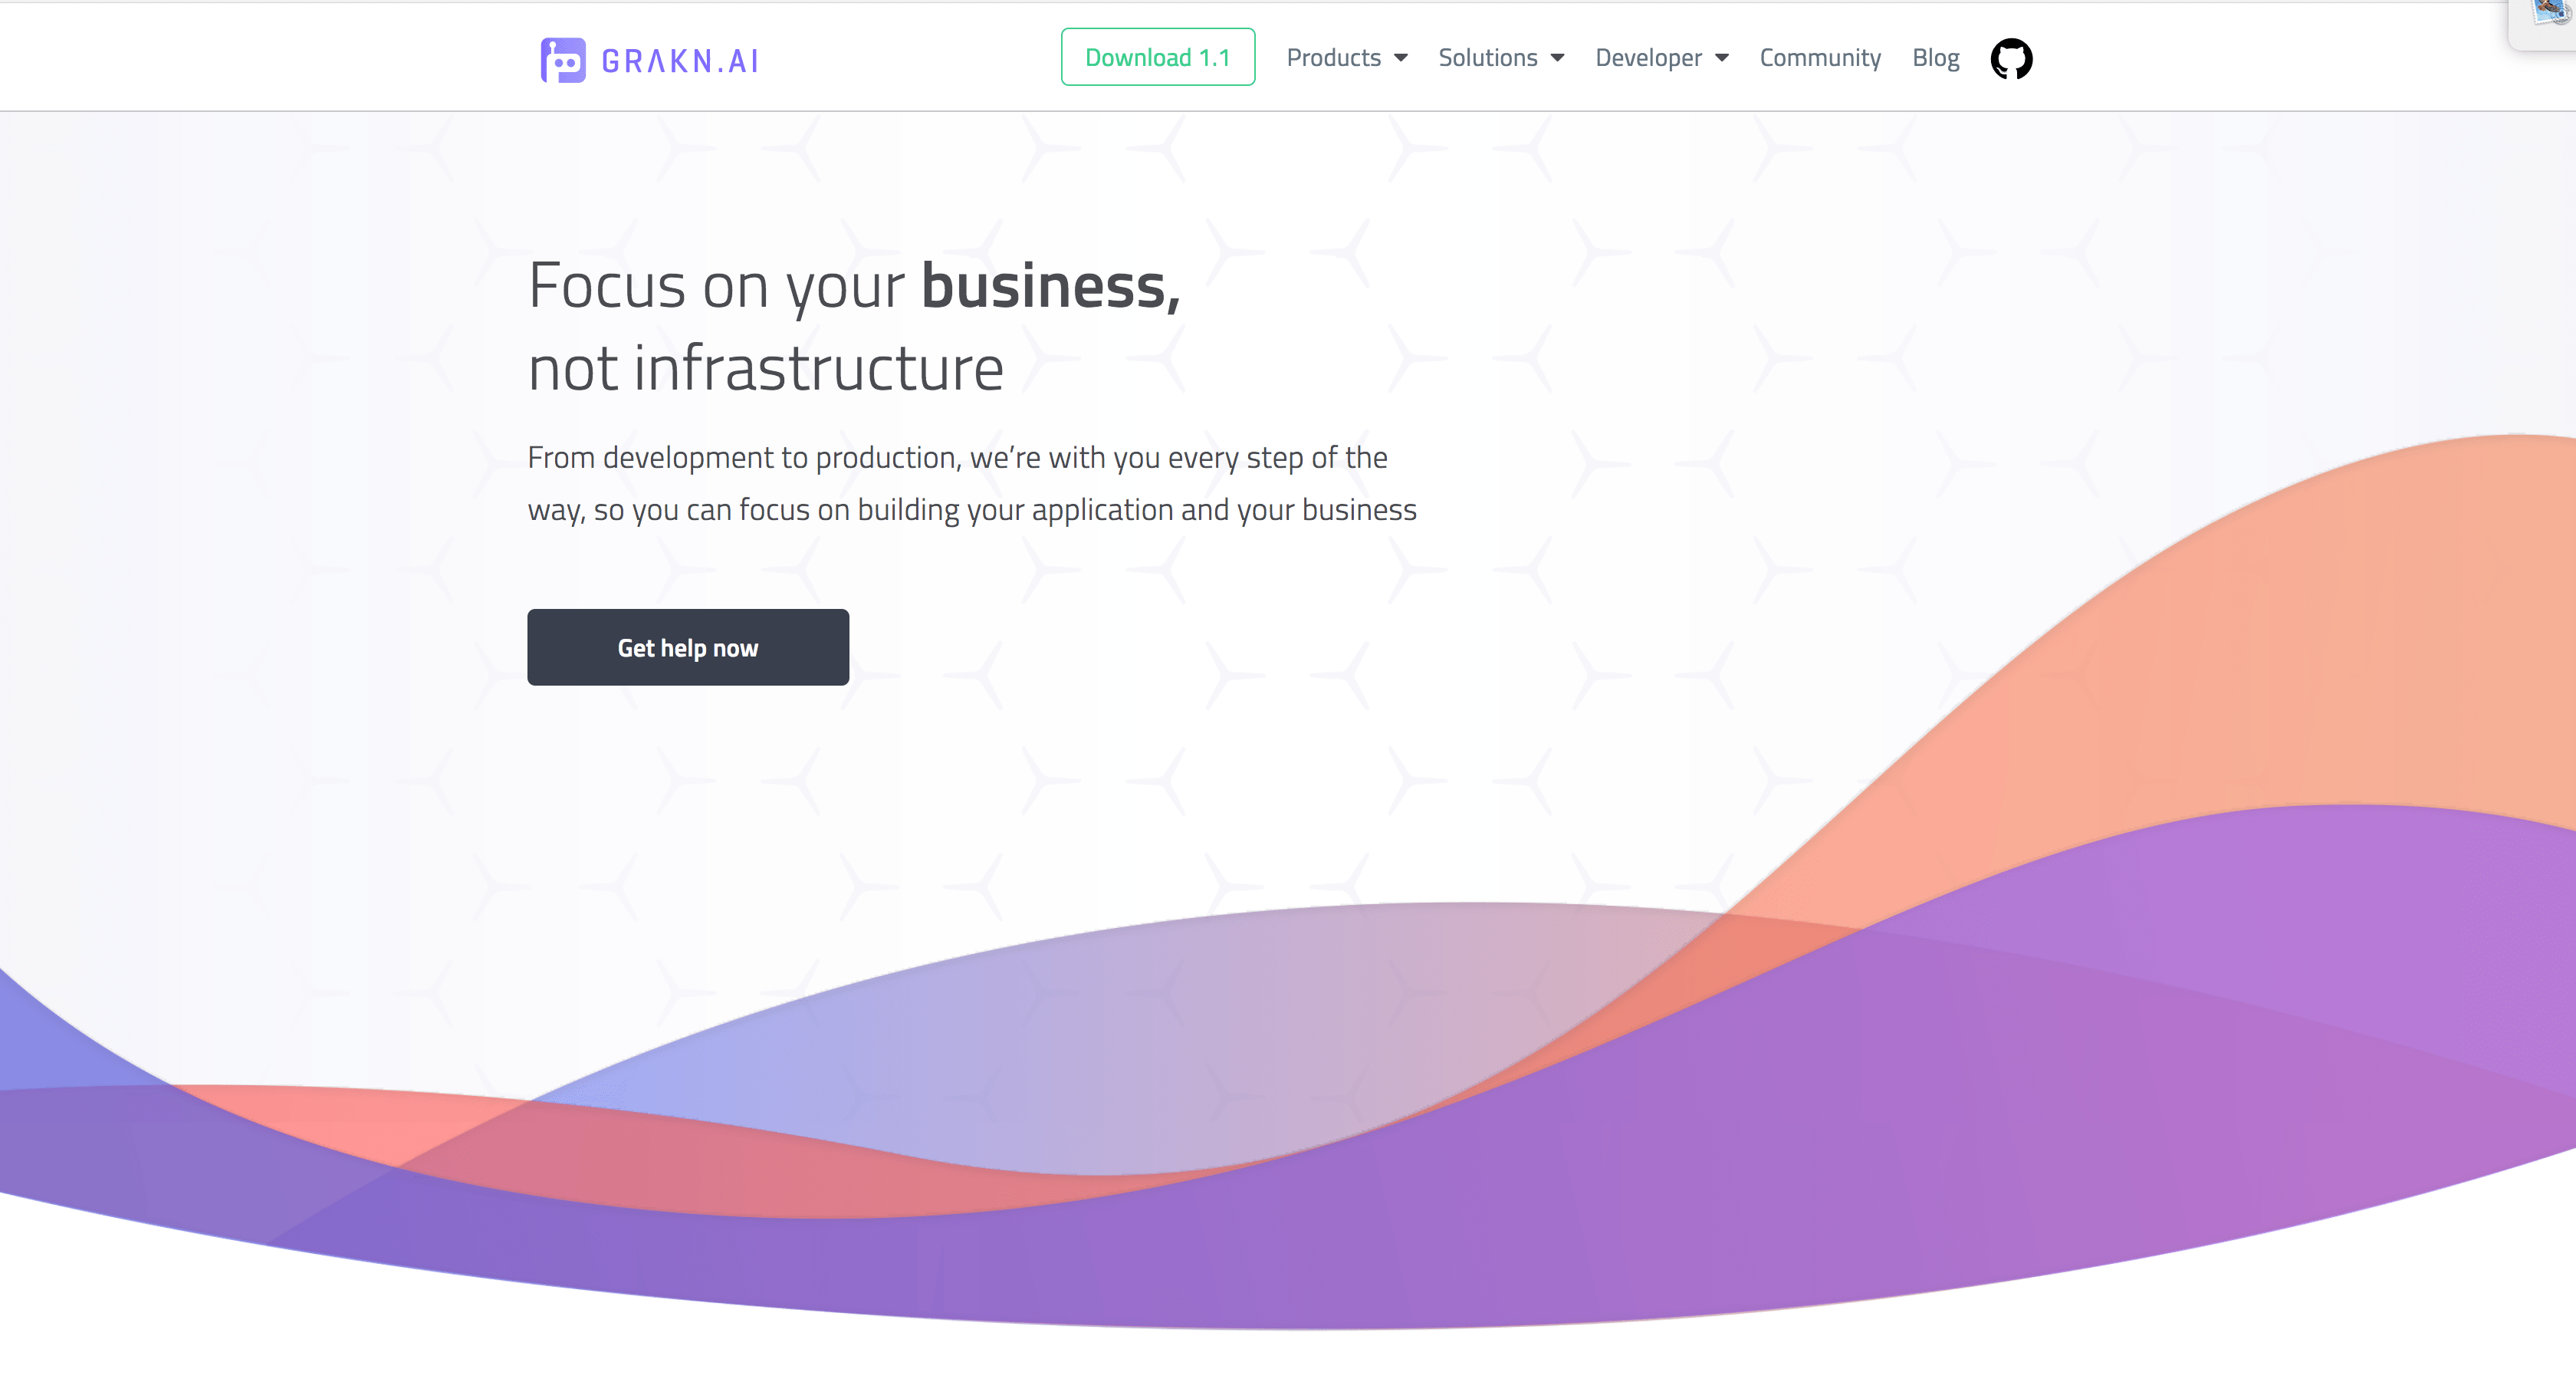 GRAKN.AI
Download 1.1
Products
Solutions
Developer
Community
Blog
Focus on your business,
not infrastructure
From development to production, we’re with you every step of the
way, so you can focus on building your application and your business
Get help now